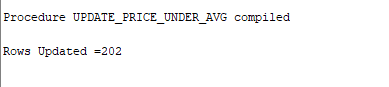 Procedure UPDATE_PRICE_UNDER_AVG compiled
Rows Updated =202